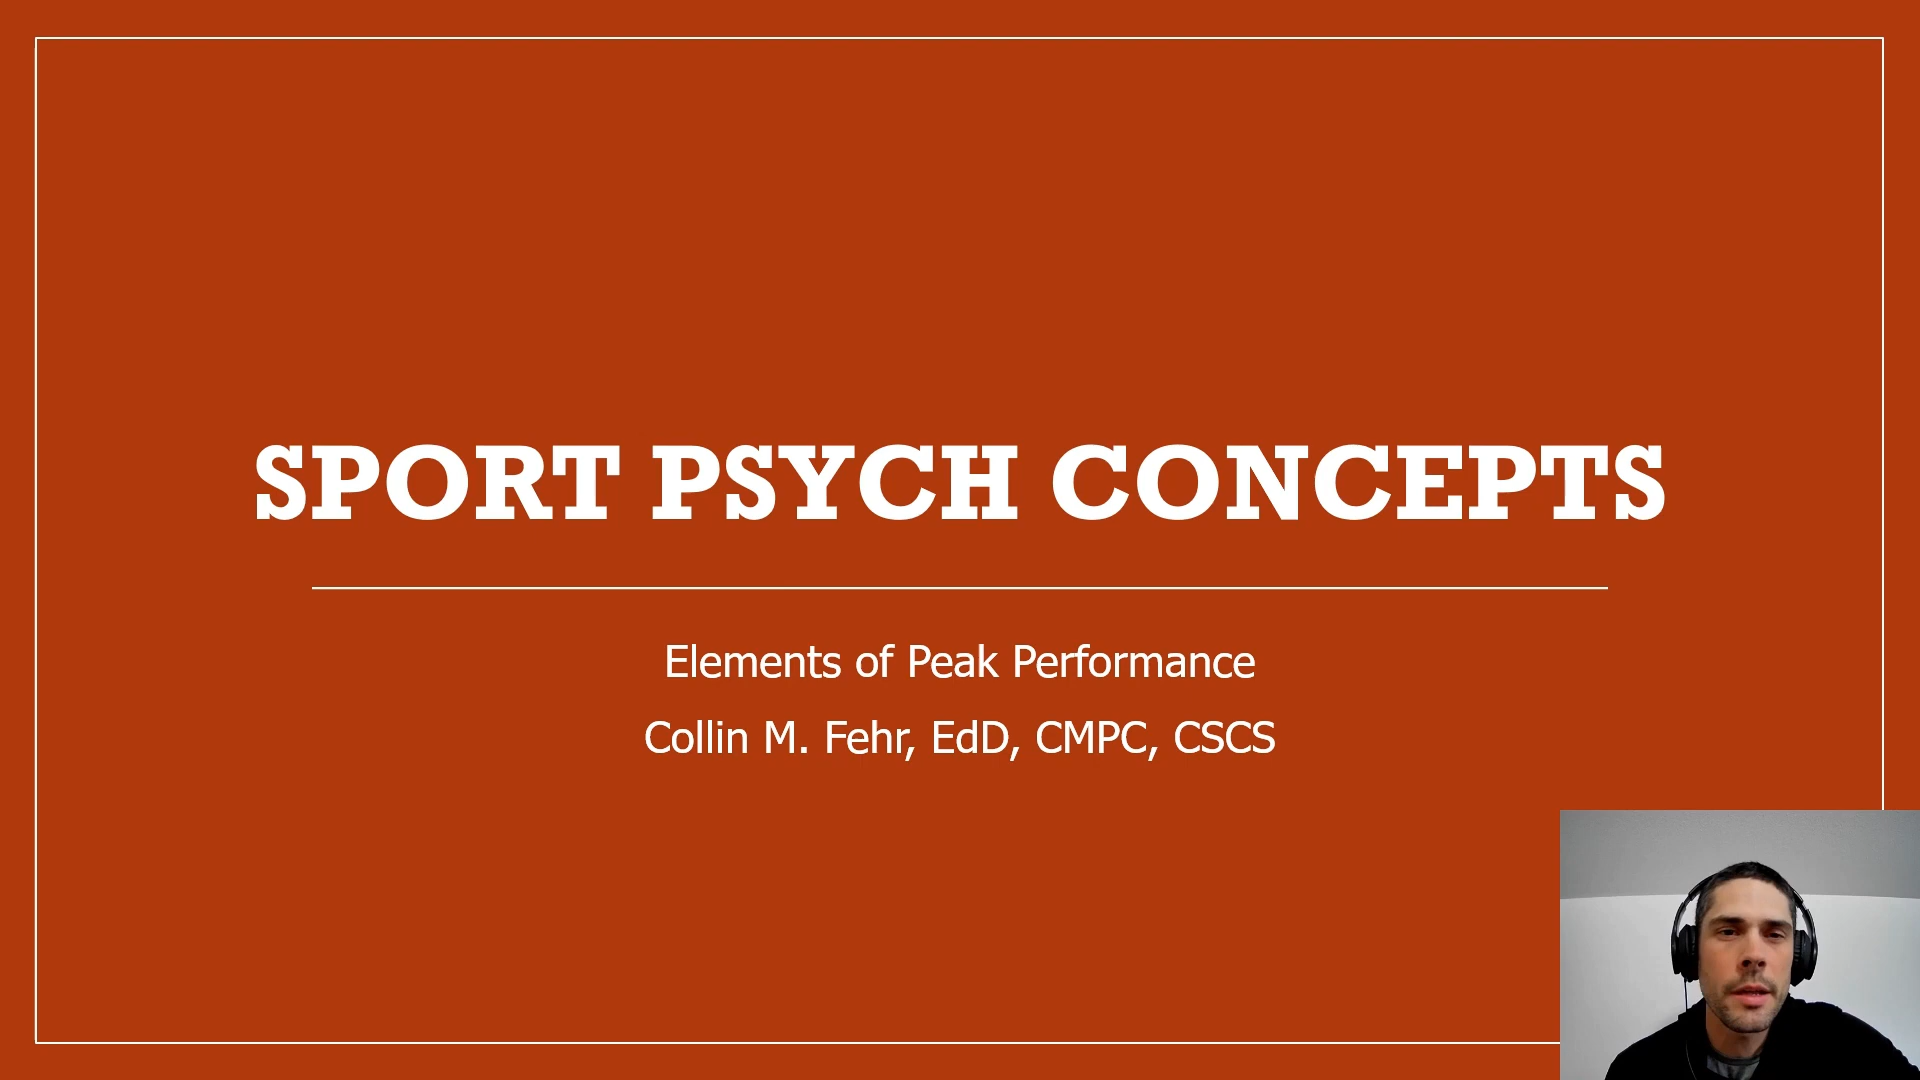 SPORT PSYCH CONCEPTS
Elements of Peak Performance
Collin M. Fehr, EdD, CMPC, CSCS